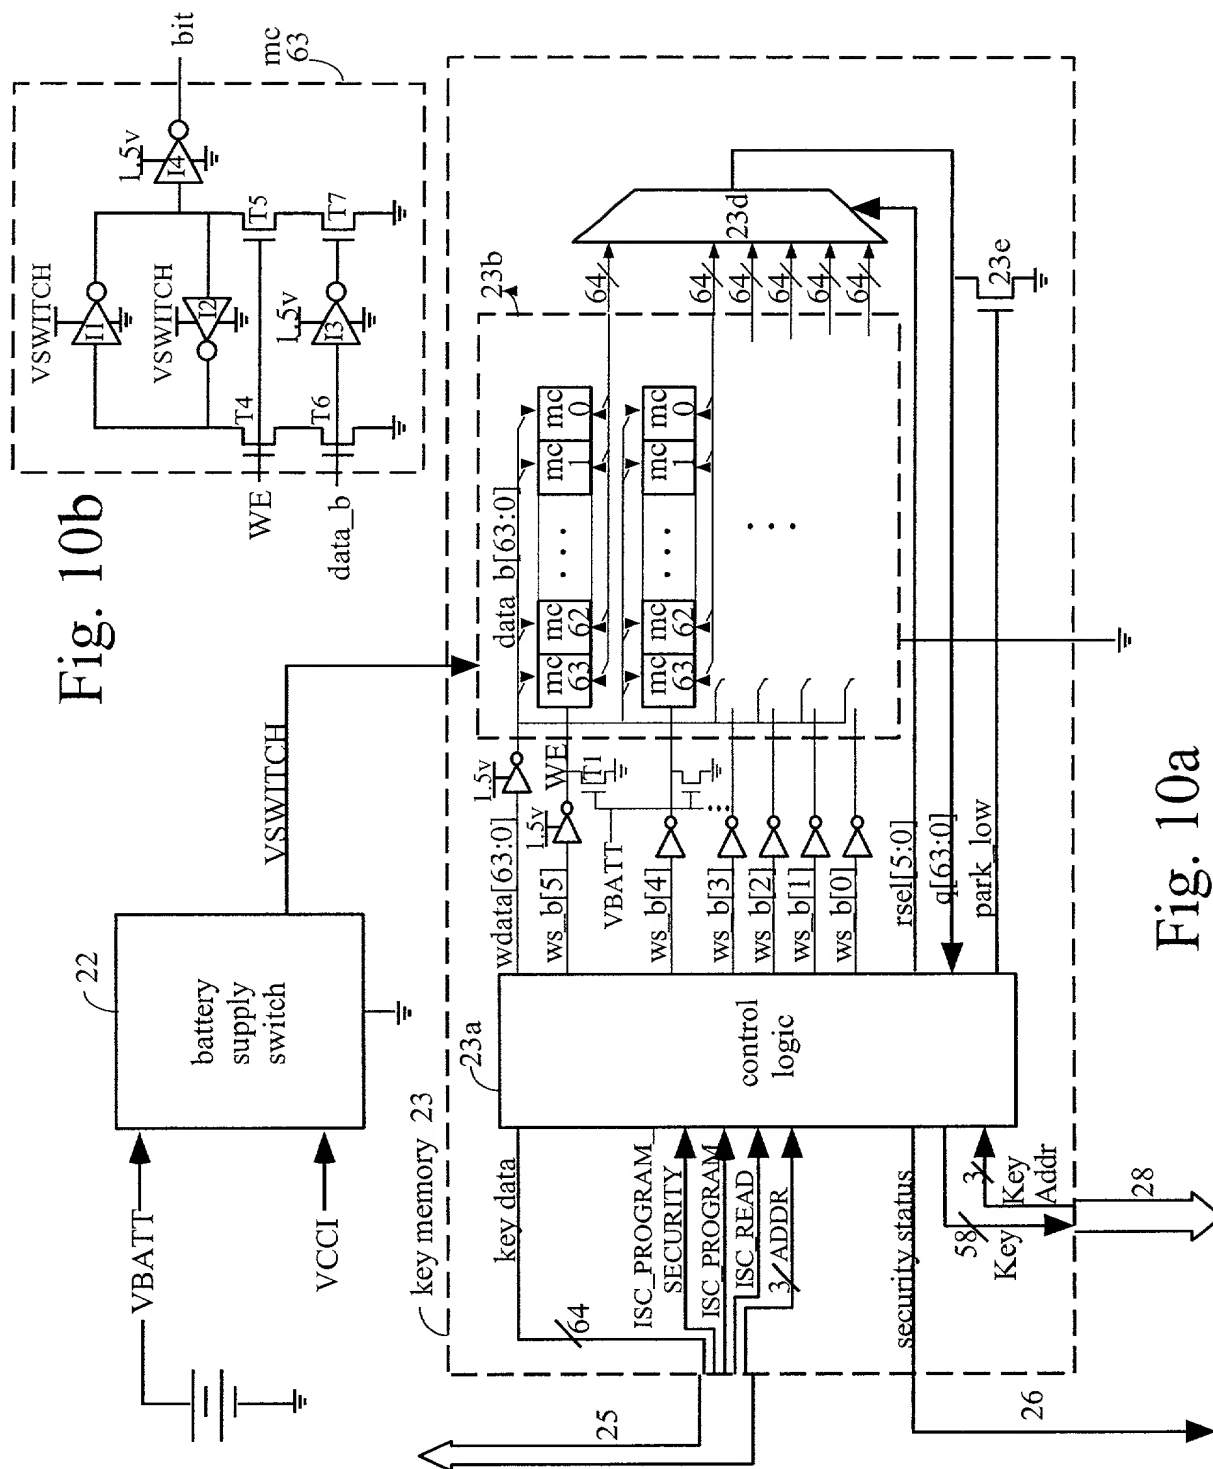 Fig. 10b
mc
63
VSWITCH
I1
VSWITCH
I2
1.5v
I4
bit
WE
T4
T5
data_b
T6
1.5v
I3
T7
VBATT
VCCI
battery
supply
switch
22
VSWITCH
key memory 23
23a
control
logic
key data
64
ISC_PROGRAM_
SECURITY
ISC_PROGRAM
ISC_READ
3
ADDR
security status
58
Key
3
Key
Addr
25
26
28
wdata[63:0]
1.5v
ws_b[5]
1.5v
WE
T1
VBATT
ws_b[4]
ws_b[3]
ws_b[2]
ws_b[1]
ws_b[0]
rsel[5:0]
q[63:0]
park_low
data_b[63:0]
23b
mc
63
mc
62
mc
1
mc
0
mc
63
mc
62
mc
1
mc
0
64
64
64
64
64
64
23d
23e
Fig. 10a